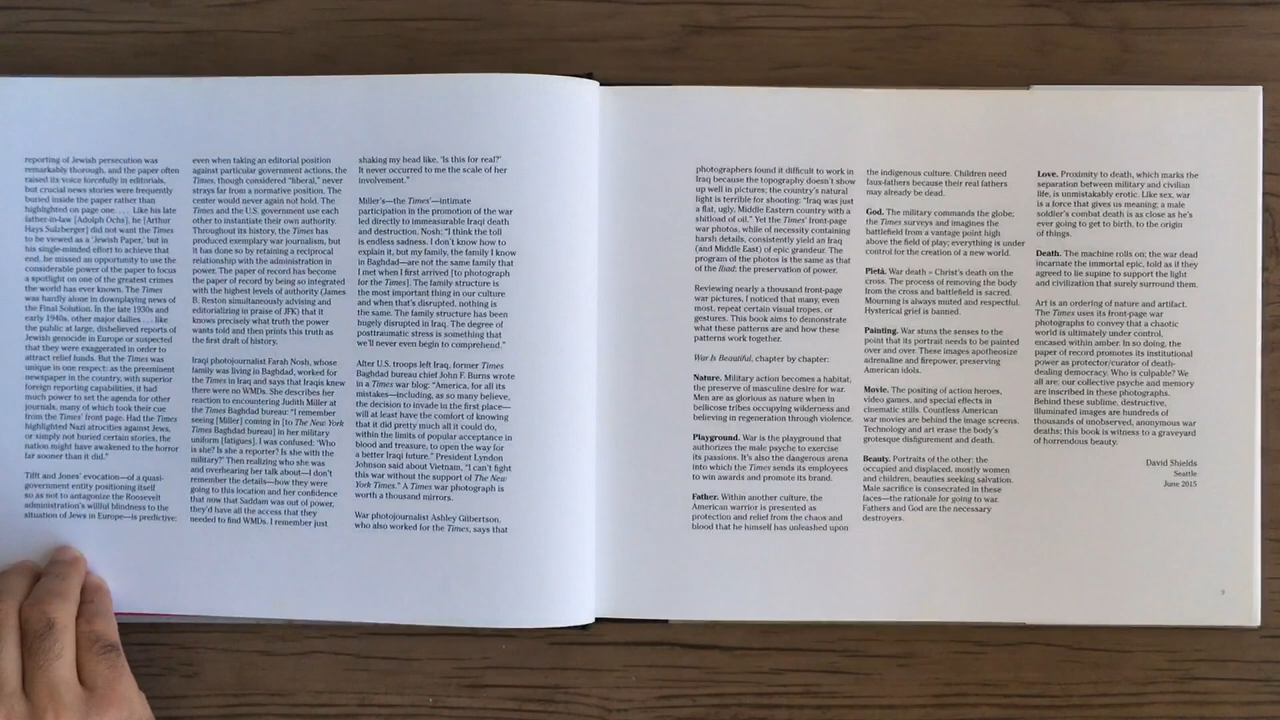 reporting of Jewish persecution was
remarkably thorough, and the paper often
raised its voice forcefully in editorials,
but crucial news stories were frequently
buried inside the paper rather than
highlighted on page one. . . . Like his late
father-in-law [Adolph Ochs], he [Arthur
Hays Sulzberger] did not want the Times
to be viewed as a ‘Jewish Paper,’ but in
his single-minded effort to achieve that
end, he missed an opportunity to use the
considerable power of the paper to focus
a spotlight on one of the greatest crimes
the world has ever known. The Times
was hardly alone in downplaying news of
the Final Solution. In the late 1930s and
early 1940s, other major dailies . . . like
the public at large, disbelieved reports of
Jewish genocide in Europe or suspected
that they were exaggerated in order to
attract relief funds. But the Times was
unique in one respect: as the preeminent
newspaper in the country, with superior
foreign reporting capabilities, it had
much power to set the agenda for other
journals, many of which took their cue
from the Times’ front page. Had the Times
highlighted Nazi atrocities against Jews,
or simply not buried certain stories, the
nation might have awakened to the horror
far sooner than it did.”
Tifft and Jones’ evocation—of a quasi-
government entity positioning itself
so as not to antagonize the Roosevelt
administration’s willful blindness to the
situation of Jews in Europe—is predictive:
even when taking an editorial position
against particular government actions, the
Times, though considered “liberal,” never
strays far from a normative position. The
center would never again not hold. The
Times and the U.S. government use each
other to instantiate their own authority.
Throughout its history, the Times has
produced exemplary war journalism, but
it has done so by retaining a reciprocal
relationship with the administration in
power. The paper of record has become
the paper of record by being so integrated
with the highest levels of authority (James
B. Reston simultaneously advising and
editorializing in praise of JFK) that it
knows precisely what truth the power
wants told and then prints this truth as
the first draft of history.
Iraqi photojournalist Farah Nosh, whose
family was living in Baghdad, worked for
the Times in Iraq and says that Iraqis knew
there were no WMDs. She describes her
reaction to encountering Judith Miller at
the Times Baghdad bureau: “I remember
seeing [Miller] coming in [to The New York
Times Baghdad bureau] in her military
uniform [fatigues]. I was confused: ‘Who
is she? Is she a reporter? Is she with the
military?’ Then realizing who she was
and overhearing her talk about—I don’t
remember the details—how they were
going to this location and her confidence
that now that Saddam was out of power,
they’d have all the access that they
needed to find WMDs. I remember just
shaking my head like, ‘Is this for real?’
It never occurred to me the scale of her
involvement.”
Miller’s—the Times’—intimate
participation in the promotion of the war
led directly to immeasurable Iraqi death
and destruction. Nosh: “I think the toll
is endless sadness. I don’t know how to
explain it, but my family, the family I know
in Baghdad—are not the same family that
I met when I first arrived [to photograph
for the Times]. The family structure is
the most important thing in our culture
and when that’s disrupted, nothing is
the same. The family structure has been
hugely disrupted in Iraq. The degree of
posttraumatic stress is something that
we’ll never even begin to comprehend.”
After U.S. troops left Iraq, former Times
Baghdad bureau chief John F. Burns wrote
in a Times war blog: “America, for all its
mistakes—including, as so many believe,
the decision to invade in the first place—
will at least have the comfort of knowing
that it did pretty much all it could do,
within the limits of popular acceptance in
blood and treasure, to open the way for
a better Iraqi future.” President Lyndon
Johnson said about Vietnam, “I can’t fight
this war without the support of The New
York Times.” A Times war photograph is
worth a thousand mirrors.
War photojournalist Ashley Gilbertson,
who also worked for the Times, says that
photographers found it difficult to work in
Iraq because the topography doesn’t show
up well in pictures; the country’s natural
light is terrible for shooting: “Iraq was just
a flat, ugly, Middle Eastern country with a
shitload of oil.” Yet the Times’ front-page
war photos, while of necessity containing
harsh details, consistently yield an Iraq
(and Middle East) of epic grandeur. The
program of the photos is the same as that
of the Iliad: the preservation of power.
Reviewing nearly a thousand front-page
war pictures, I noticed that many, even
most, repeat certain visual tropes, or
gestures. This book aims to demonstrate
what these patterns are and how these
patterns work together.
War Is Beautiful, chapter by chapter:
Nature. Military action becomes a habitat,
the preserve of masculine desire for war.
Men are as glorious as nature when in
bellicose tribes occupying wilderness and
believing in regeneration through violence.
Playground. War is the playground that
authorizes the male psyche to exercise
its passions. It’s also the dangerous arena
into which the Times sends its employees
to win awards and promote its brand.
Father. Within another culture, the
American warrior is presented as
protection and relief from the chaos and
blood that he himself has unleashed upon
the indigenous culture. Children need
faux-fathers because their real fathers
may already be dead.
God. The military commands the globe;
the Times surveys and imagines the
battlefield from a vantage point high
above the field of play; everything is under
control for the creation of a new world.
Pietà. War death = Christ’s death on the
cross. The process of removing the body
from the cross and battlefield is sacred.
Mourning is always muted and respectful.
Hysterical grief is banned.
Painting. War stuns the senses to the
point that its portrait needs to be painted
over and over. These images apotheosize
adrenaline and firepower, preserving
American idols.
Movie. The positing of action heroes,
video games, and special effects in
cinematic stills. Countless American
war movies are behind the image screens.
Technology and art erase the body’s
grotesque disfigurement and death.
Beauty. Portraits of the other: the
occupied and displaced, mostly women
and children, beauties seeking salvation.
Male sacrifice is consecrated in these
faces—the rationale for going to war.
Fathers and God are the necessary
destroyers.
Love. Proximity to death, which marks the
separation between military and civilian
life, is unmistakably erotic. Like sex, war
is a force that gives us meaning; a male
soldier’s combat death is as close as he’s
ever going to get to birth, to the origin
of things.
Death. The machine rolls on; the war dead
incarnate the immortal epic, told as if they
agreed to lie supine to support the light
and civilization that surely surround them.
Art is an ordering of nature and artifact.
The Times uses its front-page war
photographs to convey that a chaotic
world is ultimately under control,
encased within amber. In so doing, the
paper of record promotes its institutional
power as protector/curator of death-
dealing democracy. Who is culpable? We
all are; our collective psyche and memory
are inscribed in these photographs.
Behind these sublime, destructive,
illuminated images are hundreds of
thousands of unobserved, anonymous war
deaths; this book is witness to a graveyard
of horrendous beauty.
David Shields
Seattle
June 2015
9